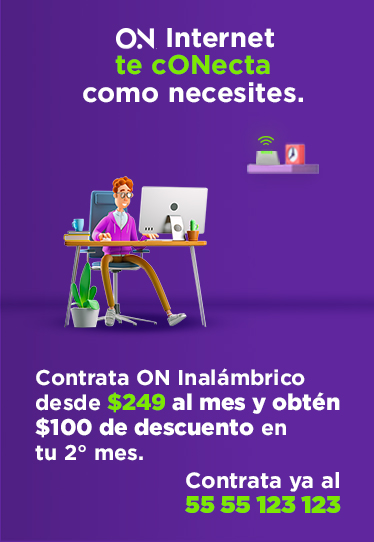 ON Internet
te cONecta
como necesites.
Contrata ON Inalámbrico
desde $249 al mes y obtén
$100 de descuento en
tu 2° mes.
Contrata ya al
55 55 123 123